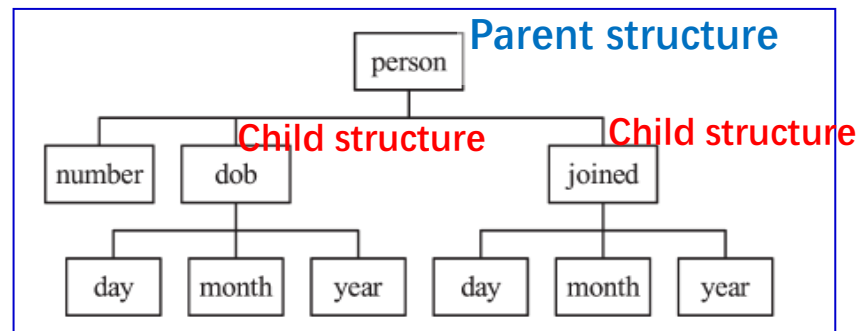 Parent structure
person
Child structure
Child structure
number
dob
joined
day
month
year
day
month
year